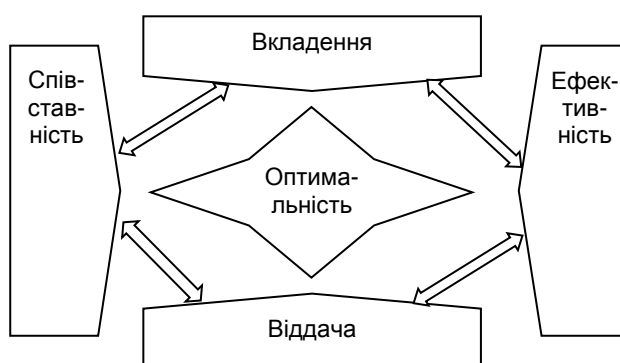 Вкладення
Спів-
став-
ність
Ефек-
тив-
ність
Оптима-
льність
Віддача